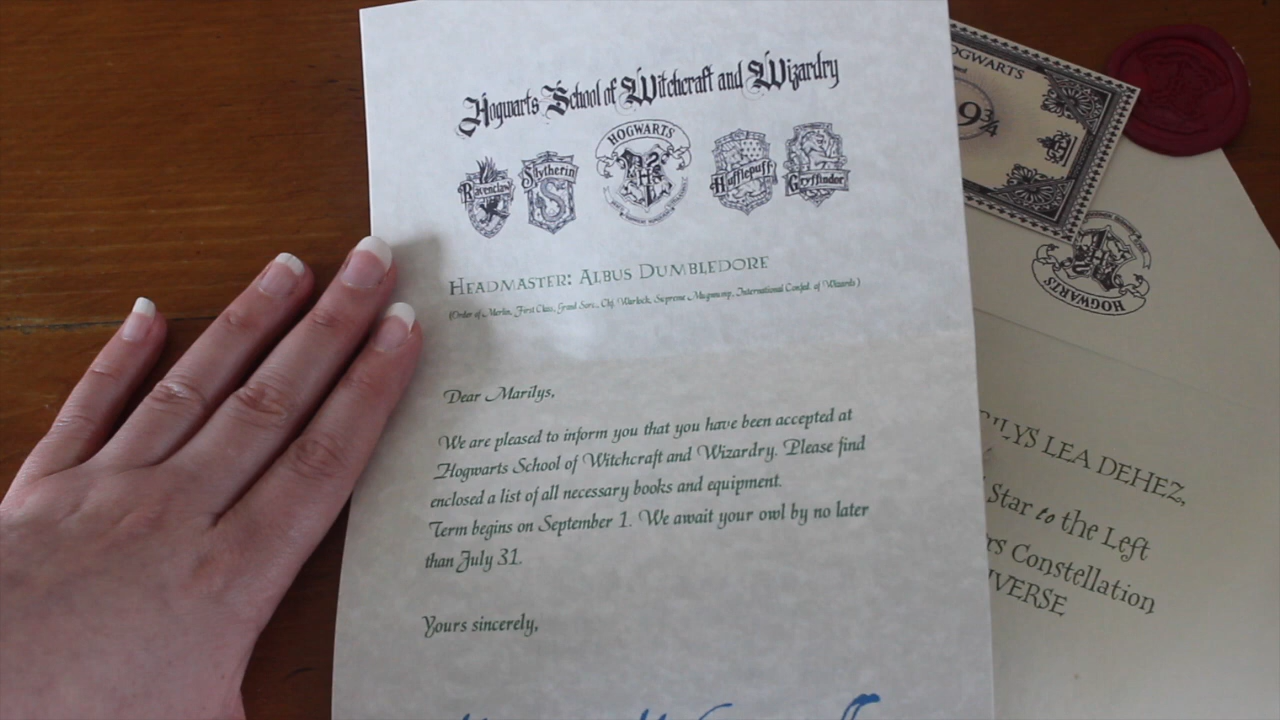 Hogwarts School of Witchcraft and Wizardry
Ravenclaw
Slytherin
HOGWARTS
Hufflepuff
Gryffindor
HEADMASTER: ALBUS DUMBLEDORE
(Order of Merlin, First Class, Grand Sorc., Chf. Warlock, Supreme Mugwump, International Confed. of Wizards)
Dear Marilys,
We are pleased to inform you that you have been accepted at
Hogwarts School of Witchcraft and Wizardry. Please find
enclosed a list of all necessary books and equipment.
Term begins on September 1. We await your owl by no later
than July 31.
Yours sincerely,
OGWARTS
9¾
HOGWARTS
LYS LEA DEHEZ,
Star to the Left
rs Constellation
VERSE